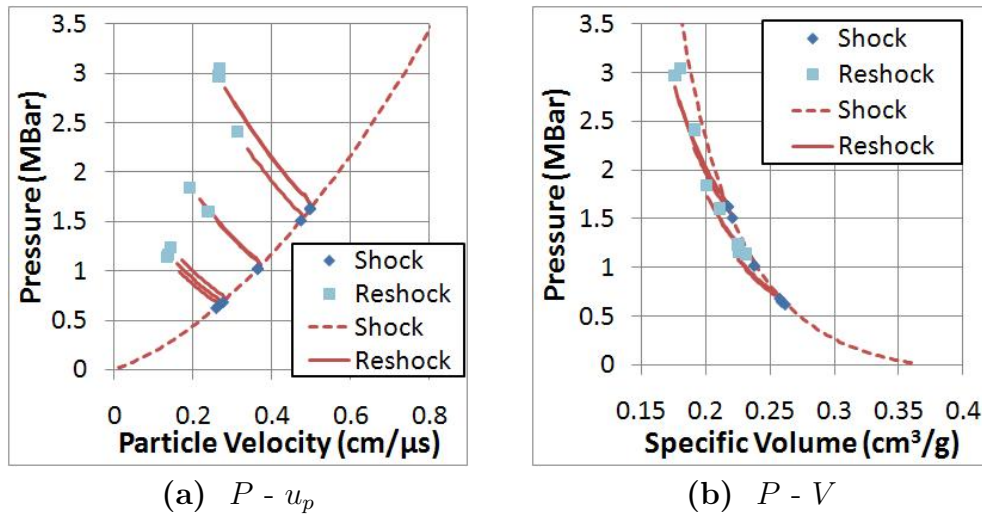 3.5
3
2.5
2
1.5
1
0.5
0
Pressure (MBar)
Shock
Reshock
Shock
Reshock
0 0.2 0.4 0.6 0.8
Particle Velocity (cm/µs)
(a) P - u_p
3.5
3
2.5
2
1.5
1
0.5
0
Pressure (MBar)
Shock
Reshock
Shock
Reshock
0.15 0.2 0.25 0.3 0.35 0.4
Specific Volume (cm³/g)
(b) P - V